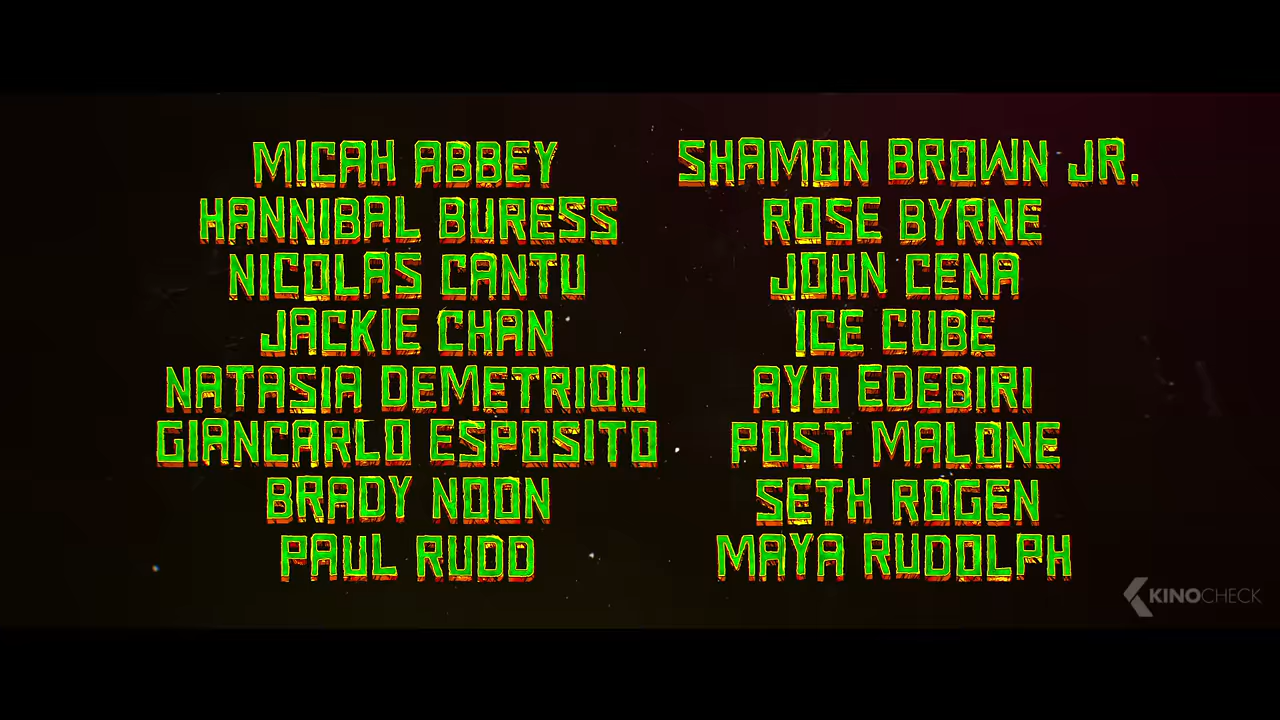 MICAH ABBEY
SHAMON BROWN JR.
HANNIBAL BURESS
ROSE BYRNE
NICOLAS CANTU
JOHN CENA
JACKIE CHAN
ICE CUBE
NATASIA DEMETRIOU
AYO EDEBIRI
GIANCARLO ESPOSITO
POST MALONE
BRADY NOON
SETH ROGEN
PAUL RUDD
MAYA RUDOLPH
KINOCHECK